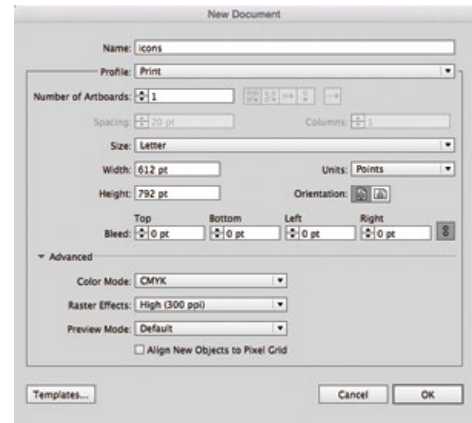 New Document
Name: icons
Profile: Print
Number of Artboards: 1
Spacing: 20 pt Columns: 1
Size: Letter
Width: 612 pt Units: Points
Height: 792 pt Orientation:
Top Bottom Left Right
Bleed: 0 pt 0 pt 0 pt 0 pt
Advanced
Color Mode: CMYK
Raster Effects: High (300 ppi)
Preview Mode: Default
Align New Objects to Pixel Grid
Templates... Cancel OK